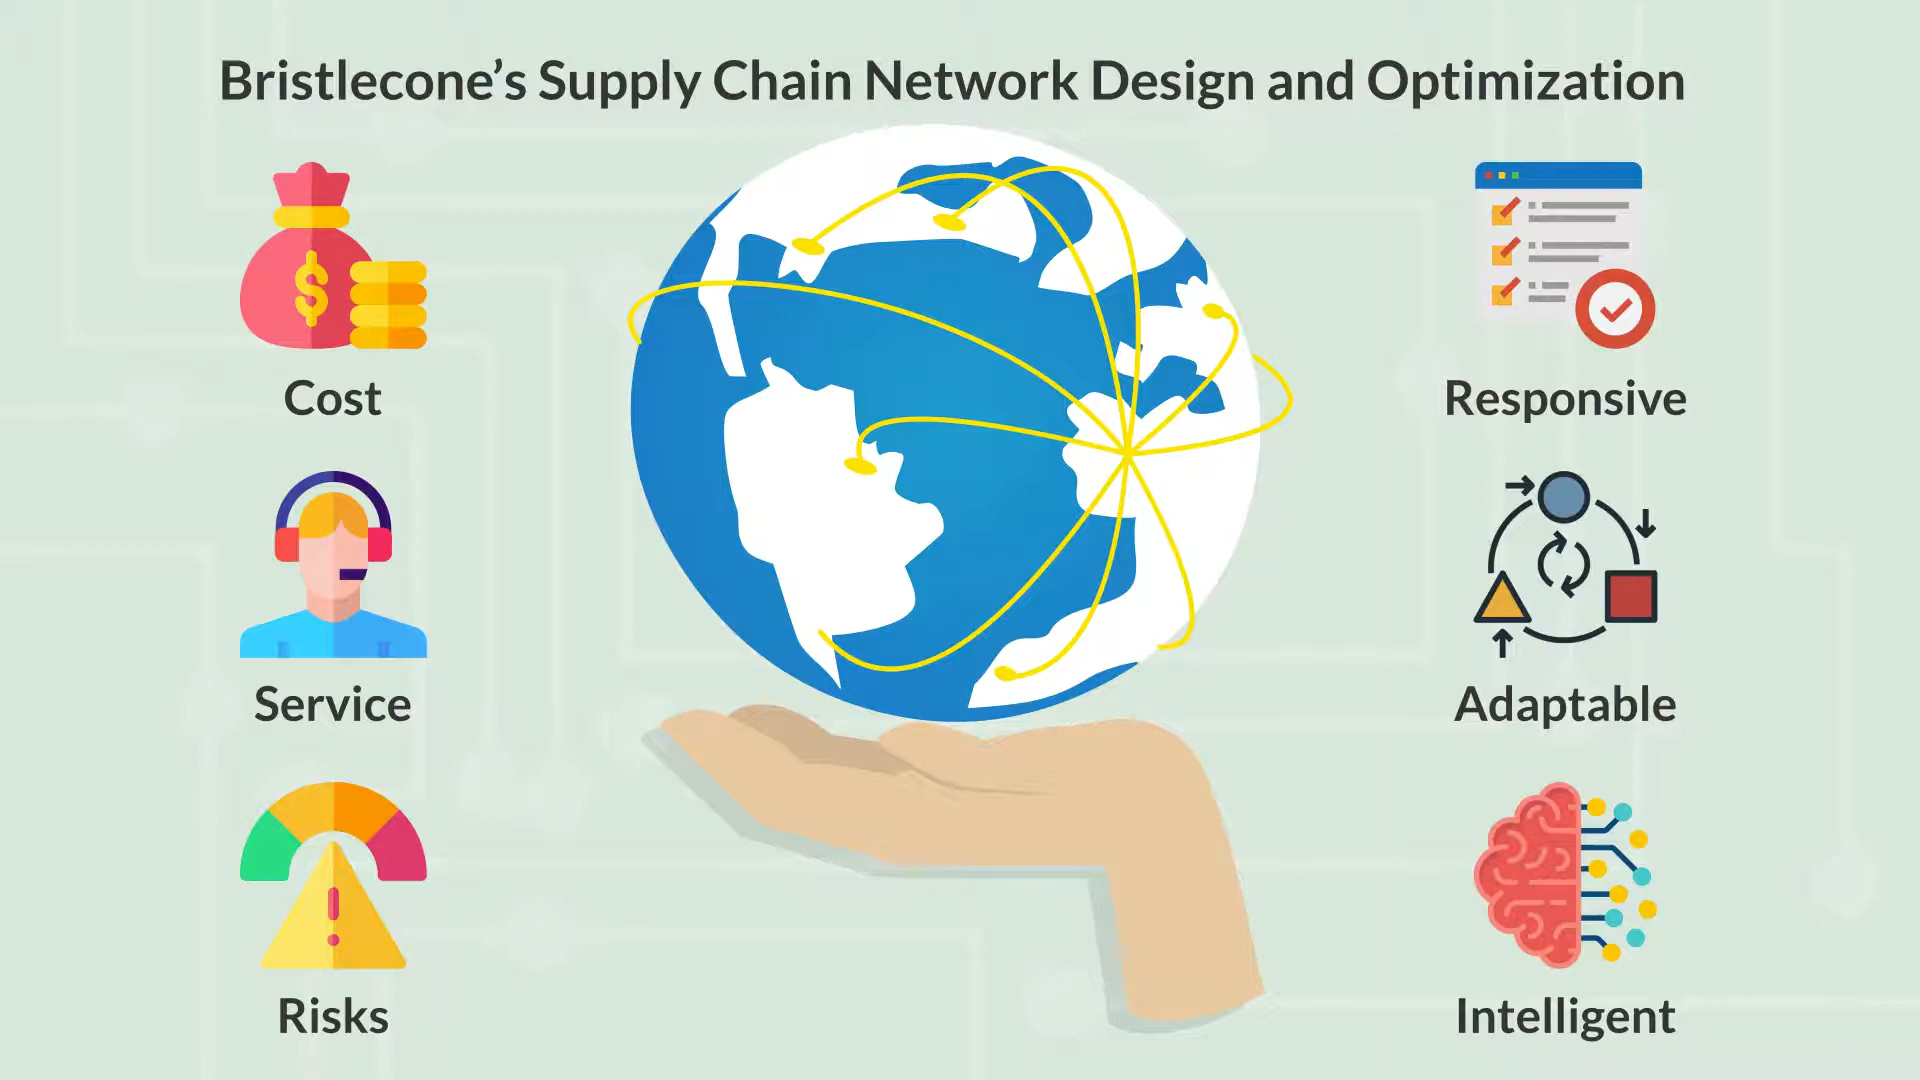 Bristlecone’s Supply Chain Network Design and Optimization
$
Cost
Service
Risks
Responsive
Adaptable
Intelligent